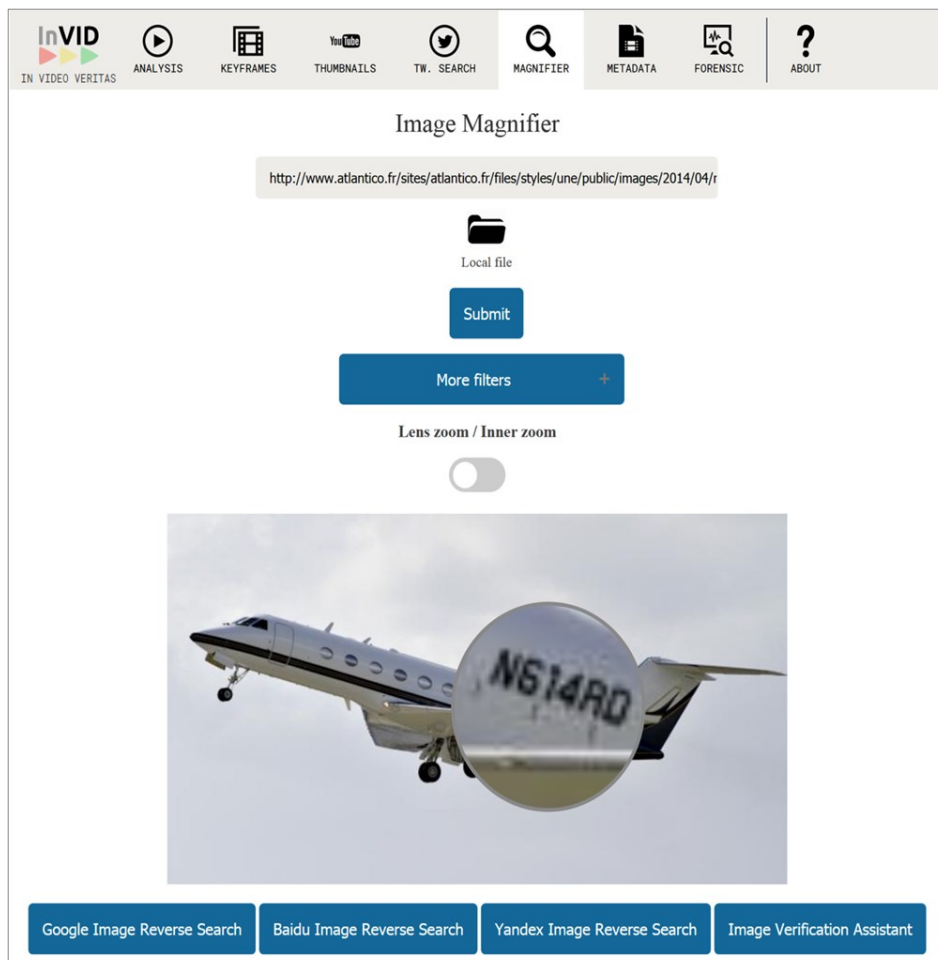 InVID
IN VIDEO VERITAS
ANALYSIS
KEYFRAMES
You Tube
THUMBNAILS
TW. SEARCH
MAGNIFIER
METADATA
FORENSIC
?
ABOUT
Image Magnifier
http://www.atlantico.fr/sites/atlantico.fr/files/styles/une/public/images/2014/04/r
Local file
Submit
More filters +
Lens zoom / Inner zoom
N614RD
Google Image Reverse Search
Baidu Image Reverse Search
Yandex Image Reverse Search
Image Verification Assistant